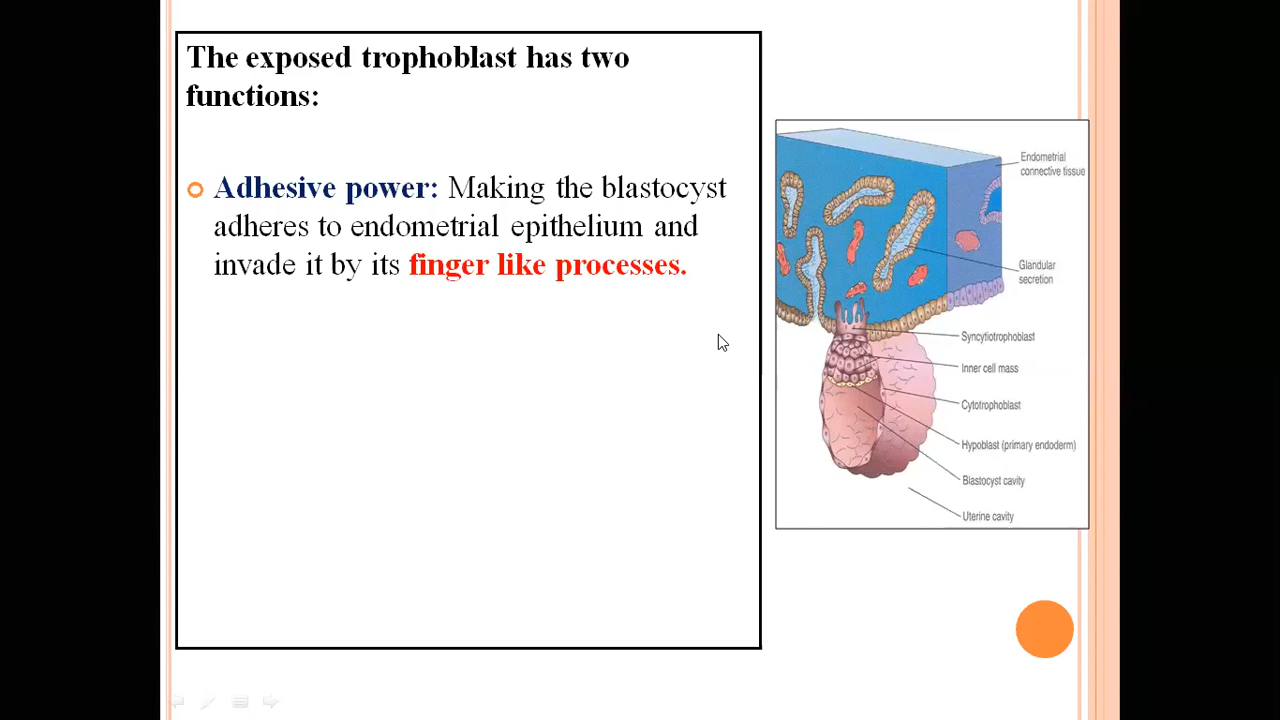 The exposed trophoblast has two
functions:
Adhesive power: Making the blastocyst
adheres to endometrial epithelium and
invade it by its finger like processes.
Endometrial
connective tissue
Glandular
secretion
Syncytiotrophoblast
Inner cell mass
Cytotrophoblast
Hypoblast (primary endoderm)
Blastocyst cavity
Uterine cavity